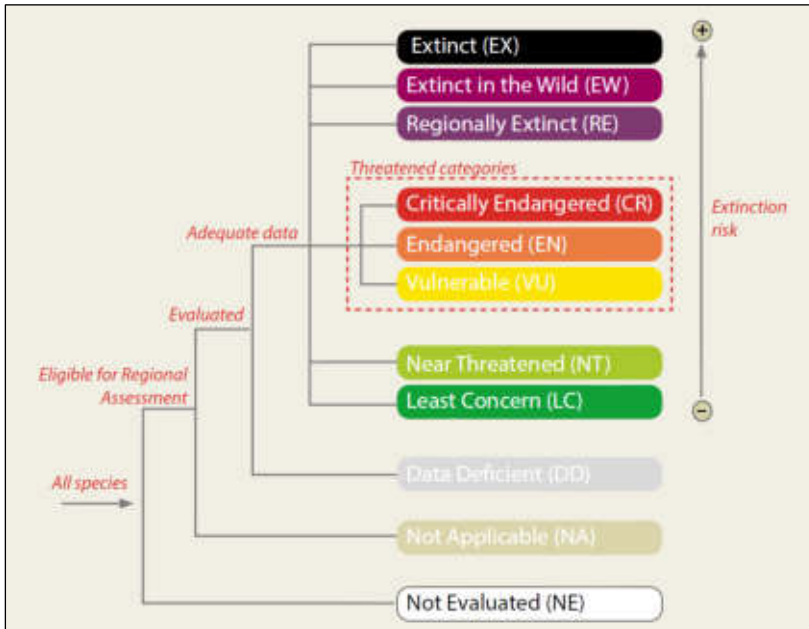 Extinct (EX)
Extinct in the Wild (EW)
Regionally Extinct (RE)
Threatened categories
Critically Endangered (CR)
Extinction
risk
Adequate data
Endangered (EN)
Vulnerable (VU)
Evaluated
Near Threatened (NT)
Eligible for Regional
Assessment
Least Concern (LC)
All species
Data Deficient (DD)
Not Applicable (NA)
Not Evaluated (NE)